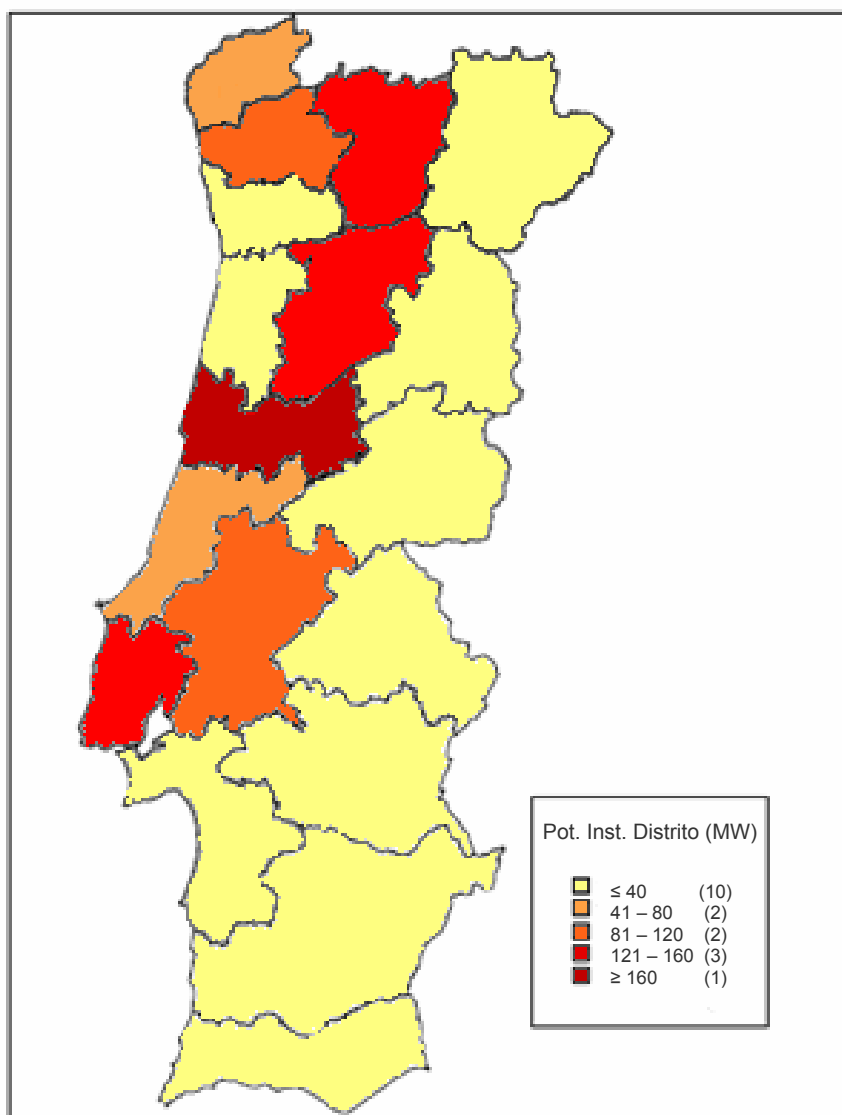 Pot. Inst. Distrito (MW)
≤ 40 (10)
41 – 80 (2)
81 – 120 (2)
121 – 160 (3)
≥ 160 (1)